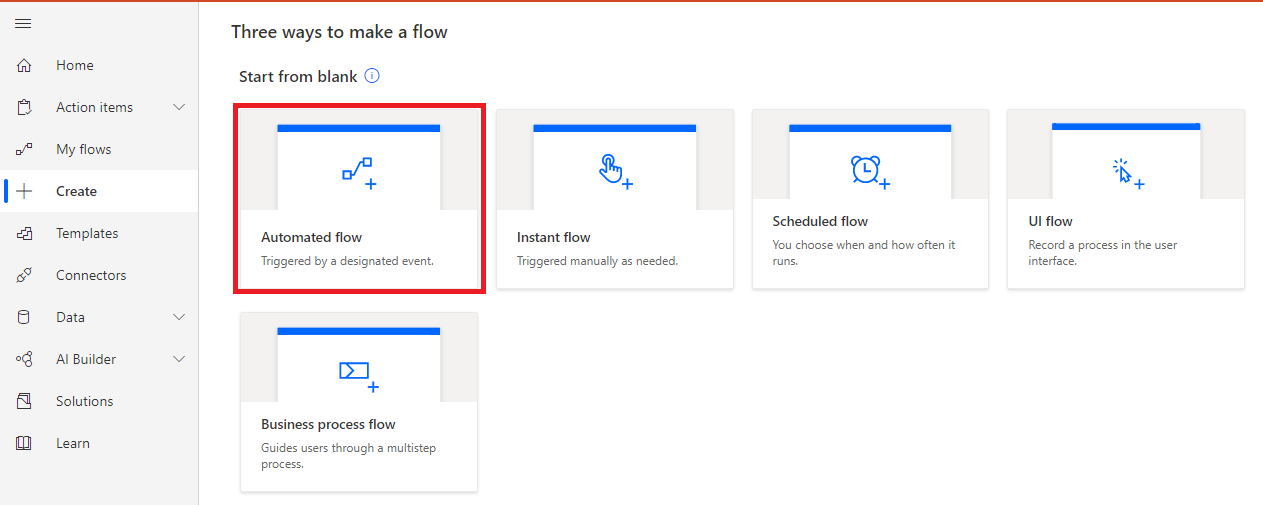 Three ways to make a flow
Home
Start from blank
Action items
My flows
Create
Templates
Connectors
Data
AI Builder
Solutions
Learn
Automated flow
Triggered by a designated event.
Instant flow
Triggered manually as needed.
Scheduled flow
You choose when and how often it
runs.
UI flow
Record a process in the user
interface.
Business process flow
Guides users through a multistep
process.